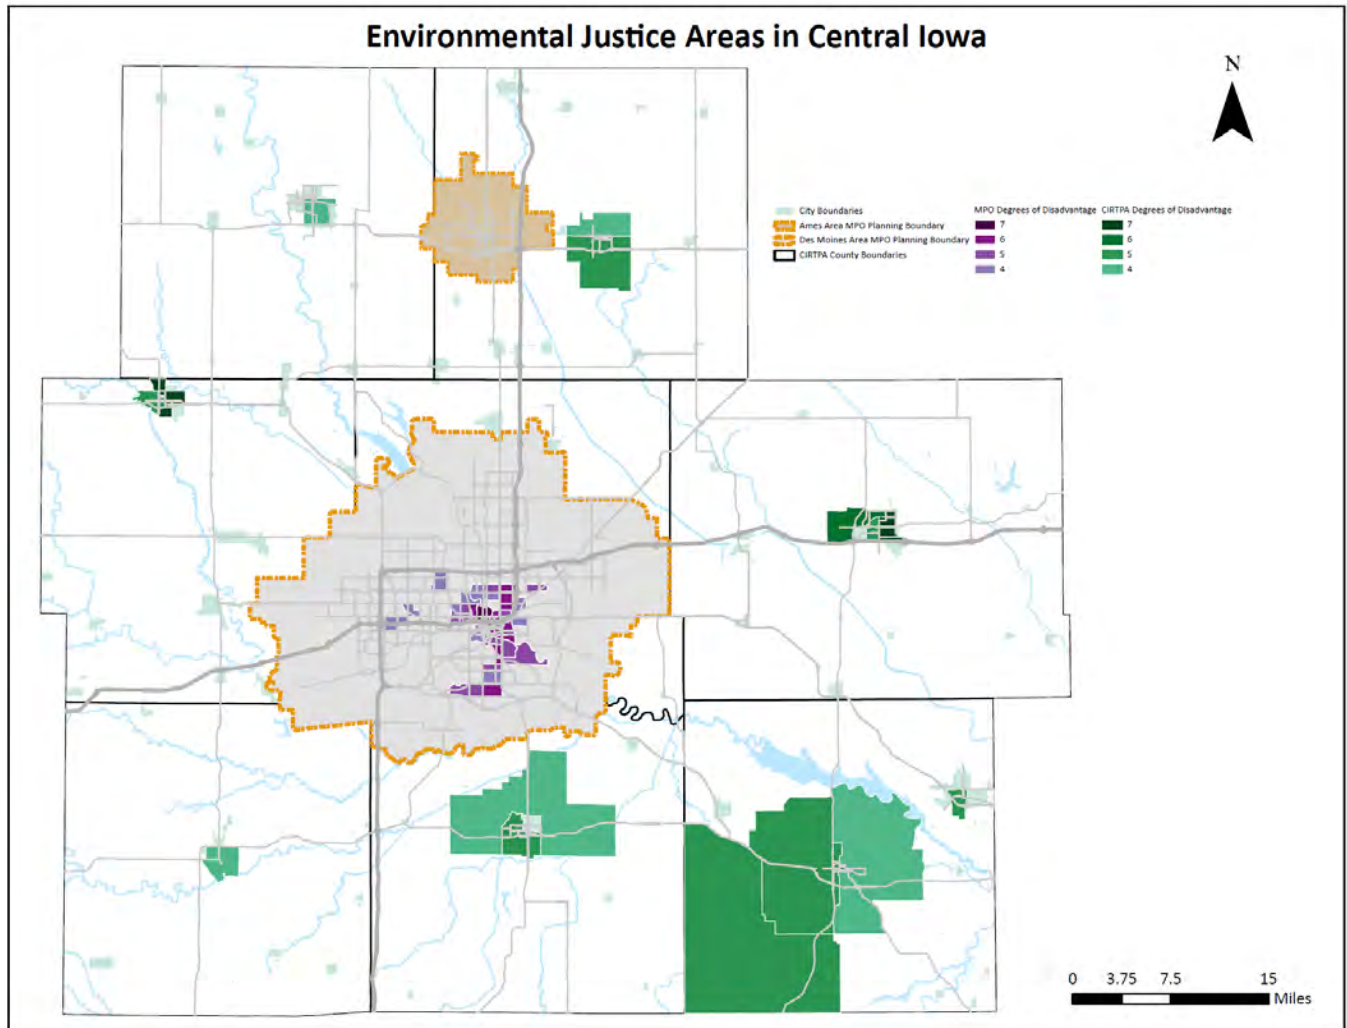 Environmental Justice Areas in Central Iowa
N
City Boundaries
Ames Area MPO Planning Boundary
Des Moines Area MPO Planning Boundary
CIRTPA County Boundaries
MPO Degrees of Disadvantage
7
6
5
4
CIRTPA Degrees of Disadvantage
7
6
5
4
0 3.75 7.5 15
Miles